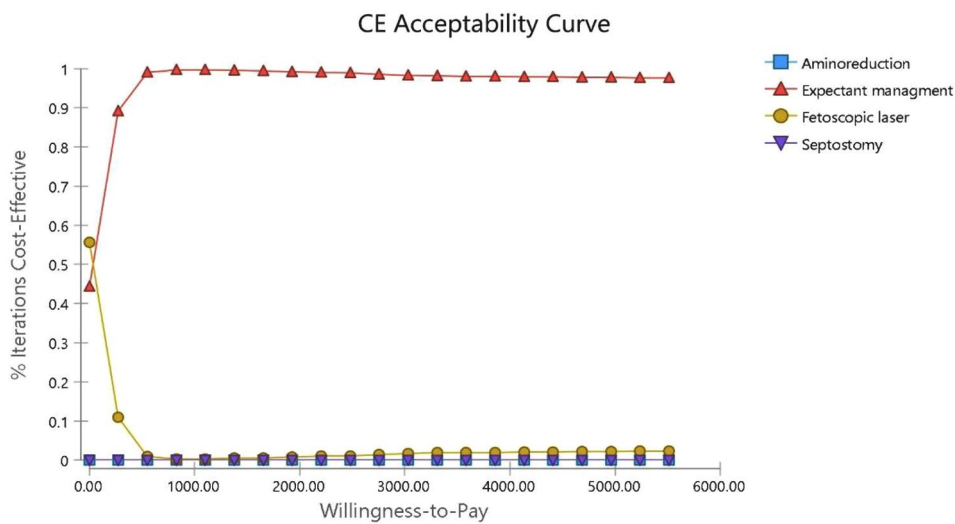 CE Acceptability Curve
% Iterations Cost-Effective
1
0.9
0.8
0.7
0.6
0.5
0.4
0.3
0.2
0.1
0
0.00 1000.00 2000.00 3000.00 4000.00 5000.00 6000.00
Willingness-to-Pay
Aminoreduction
Expectant managment
Fetoscopic laser
Septostomy